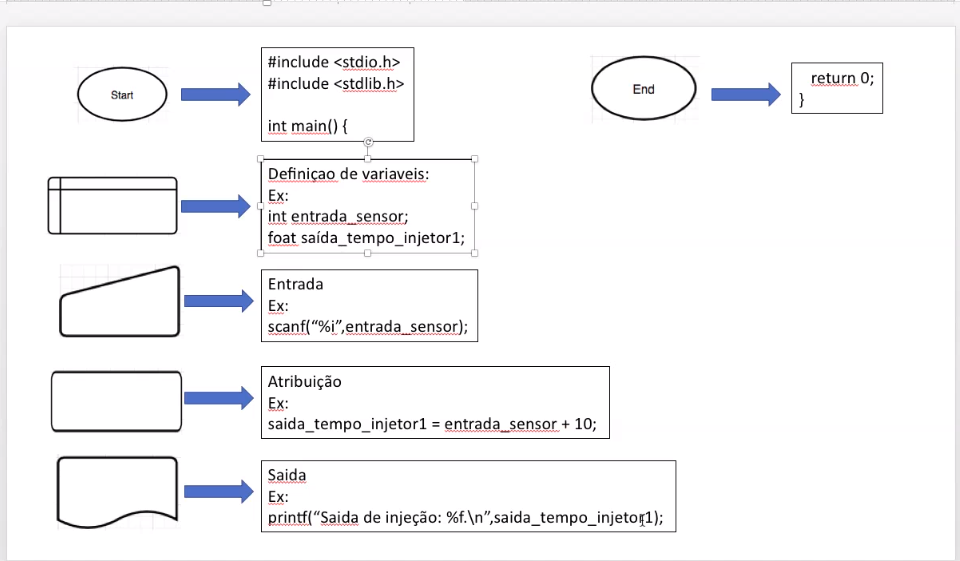 Start
#include <stdio.h>
#include <stdlib.h>
int main() {
End
return 0;
}
Definiçao de variaveis:
Ex:
int entrada_sensor;
foat saída_tempo_injetor1;
Entrada
Ex:
scanf(“%i”,entrada_sensor);
Atribuição
Ex:
saida_tempo_injetor1 = entrada_sensor + 10;
Saida
Ex:
printf(“Saida de injeção: %f.\n”,saida_tempo_injetor1);